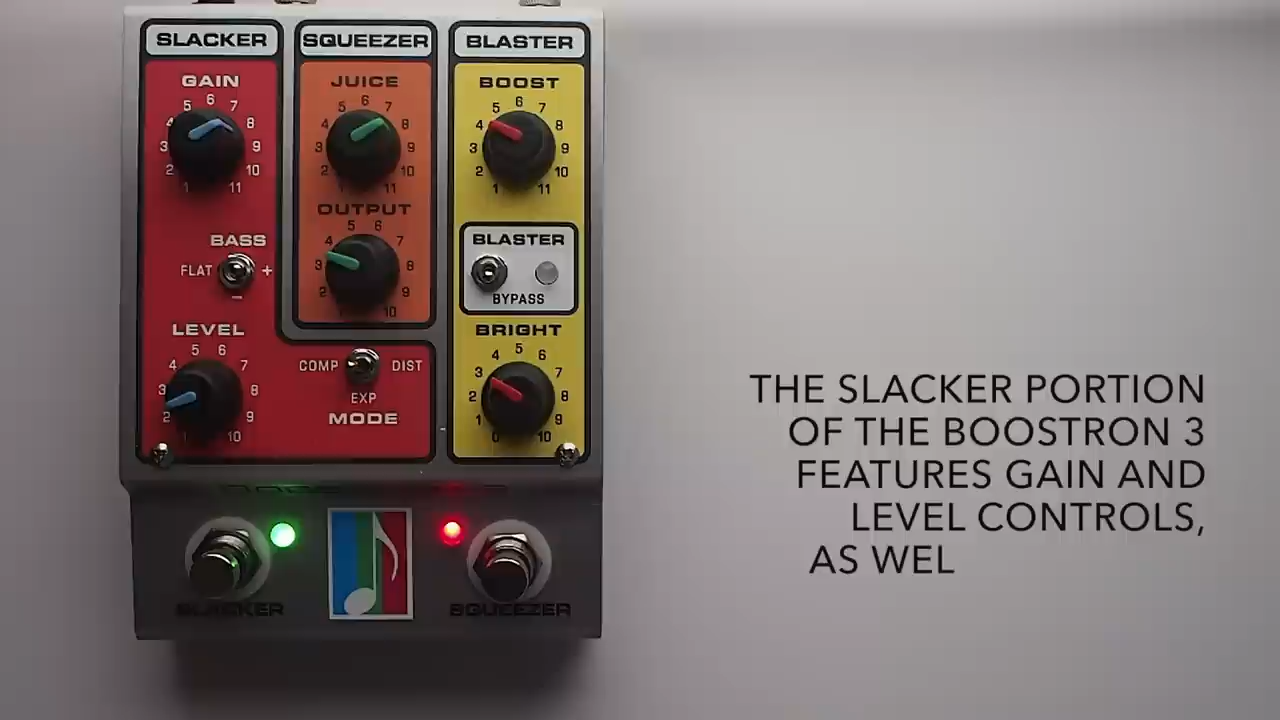 SLACKER
SQUEEZER
BLASTER
GAIN
1 2 3 4 5 6 7 8 9 10 11
JUICE
1 2 3 4 5 6 7 8 9 10 11
BOOST
1 2 3 4 5 6 7 8 9 10 11
OUTPUT
2 3 4 5 6 7 8 9 10
BASS
FLAT +
–
BLASTER
BYPASS
LEVEL
2 3 4 5 6 7 8 9 10
BRIGHT
0 1 2 3 4 5 6 7 8 9 10
COMP DIST
EXP
MODE
SLACKER
SQUEEZER
THE SLACKER PORTION
OF THE BOOSTRON 3
FEATURES GAIN AND
LEVEL CONTROLS,
AS WEL